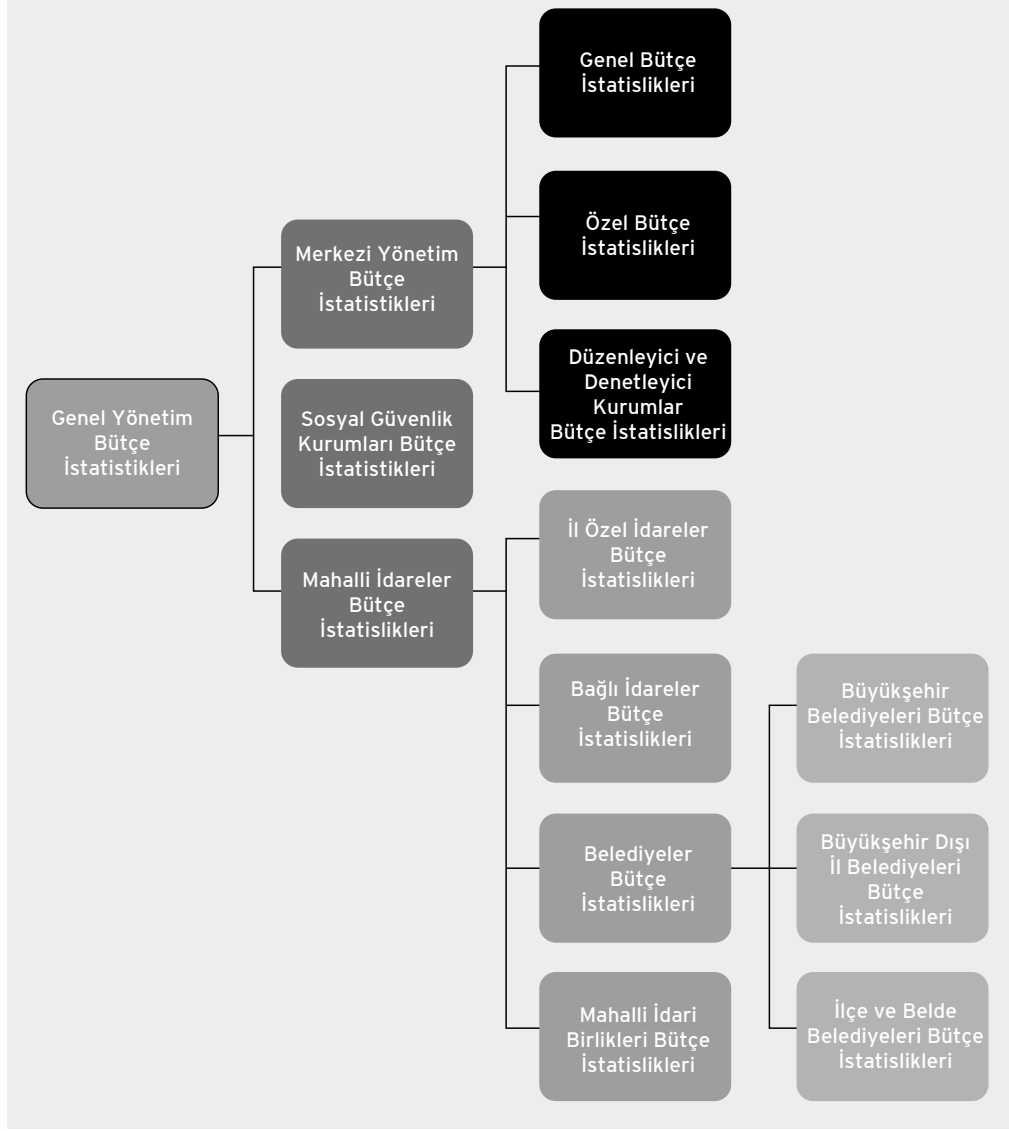 Genel Bütçe
İstatislikleri
Özel Bütçe
İstatislikleri
Merkezi Yönetim
Bütçe
İstatistikleri
Düzenleyici ve
Denetleyici
Kurumlar
Bütçe İstatislikleri
Genel Yönetim
Bütçe
İstatistikleri
Sosyal Güvenlik
Kurumları Bütçe
İstatistikleri
İl Özel İdareler
Bütçe
İstatislikleri
Mahalli İdareler
Bütçe
İstatislikleri
Bağlı İdareler
Bütçe
İstatislikleri
Büyükşehir
Belediyeleri Bütçe
İstatislikleri
Belediyeler
Bütçe
İstatislikleri
Büyükşehir Dışı
İl Belediyeleri
Bütçe
İstatislikleri
Mahalli İdari
Birlikleri Bütçe
İstatislikleri
İlçe ve Belde
Belediyeleri Bütçe
İstatislikleri